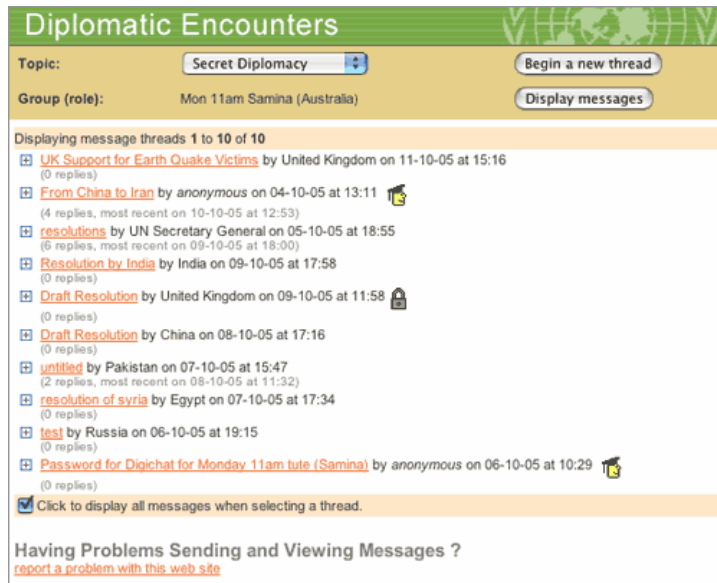 Diplomatic Encounters
Topic: Secret Diplomacy Begin a new thread
Group (role): Mon 11am Samina (Australia) Display messages
Displaying message threads 1 to 10 of 10
UK Support for Earth Quake Victims by United Kingdom on 11-10-05 at 15:16
(0 replies)
From China to Iran by anonymous on 04-10-05 at 13:11
(4 replies, most recent on 10-10-05 at 12:53)
resolutions by UN Secretary General on 05-10-05 at 18:55
(6 replies, most recent on 09-10-05 at 18:00)
Resolution by India by India on 09-10-05 at 17:58
(0 replies)
Draft Resolution by United Kingdom on 09-10-05 at 11:58
(0 replies)
Draft Resolution by China on 08-10-05 at 17:16
(0 replies)
untitled by Pakistan on 07-10-05 at 15:47
(2 replies, most recent on 08-10-05 at 11:32)
resolution of syria by Egypt on 07-10-05 at 17:34
(0 replies)
test by Russia on 06-10-05 at 19:15
(0 replies)
Password for Digichat for Monday 11am tute (Samina) by anonymous on 06-10-05 at 10:29
(0 replies)
Click to display all messages when selecting a thread.
Having Problems Sending and Viewing Messages ?
report a problem with this web site